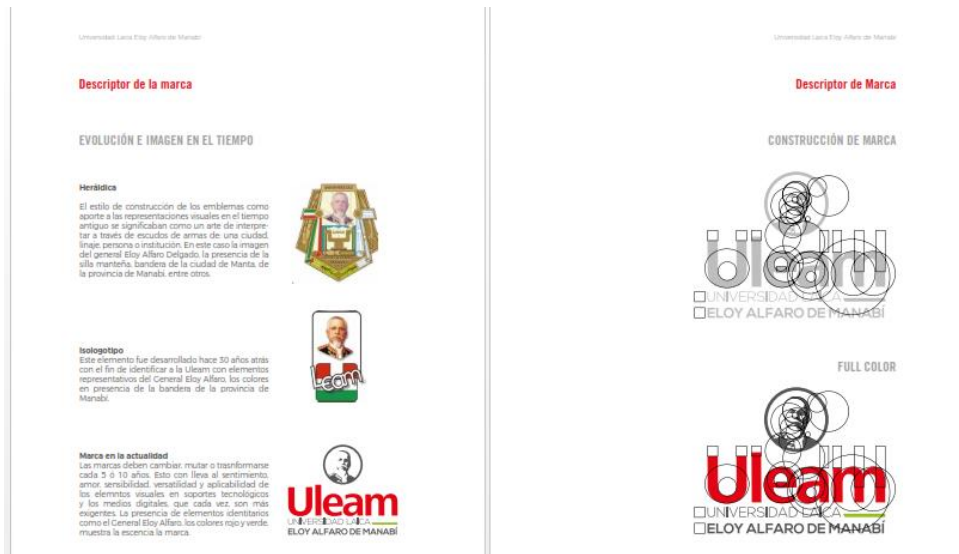 Universidad Laica Eloy Alfaro de Manabí
Descriptor de la marca
EVOLUCIÓN E IMAGEN EN EL TIEMPO
Heráldica
El estilo de construcción de los emblemas como
aporte a las representaciones visuales en el tiempo
antiguo se significaban como un arte de interpre-
tar a través de escudos de armas de: una ciudad,
linaje, persona o institución. En este caso la imagen
del general Eloy Alfaro Delgado, la presencia de la
silla manteña, bandera de la ciudad de Manta, de
la provincia de Manabí, entre otros.
Isologotipo
Este elemento fue desarrollado hace 30 años atrás
con el fin de identificar a la Uleam con elementos
representativos del General Eloy Alfaro, los colores
en presencia de la bandera de la provincia de
Manabí.
Uleam
Marca en la actualidad
Las marcas deben cambiar, mutar o trasnformarse
cada 5 ó 10 años. Esto con lleva al sentimiento,
amor, sensibilidad, versatilidad y aplicabilidad de
los elemntos visuales en soportes tecnológicos
y los medios digitales, que cada vez, son más
exigentes. La presencia de elementos identitarios
como el General Eloy Alfaro, los colores rojo y verde,
muestra la escencia la marca.
Uleam
UNIVERSIDAD LAICA
ELOY ALFARO DE MANABÍ
Universidad Laica Eloy Alfaro de Manabí
Descriptor de Marca
CONSTRUCCIÓN DE MARCA
Uleam
UNIVERSIDAD LAICA
ELOY ALFARO DE MANABÍ
FULL COLOR
Uleam
UNIVERSIDAD LAICA
ELOY ALFARO DE MANABÍ